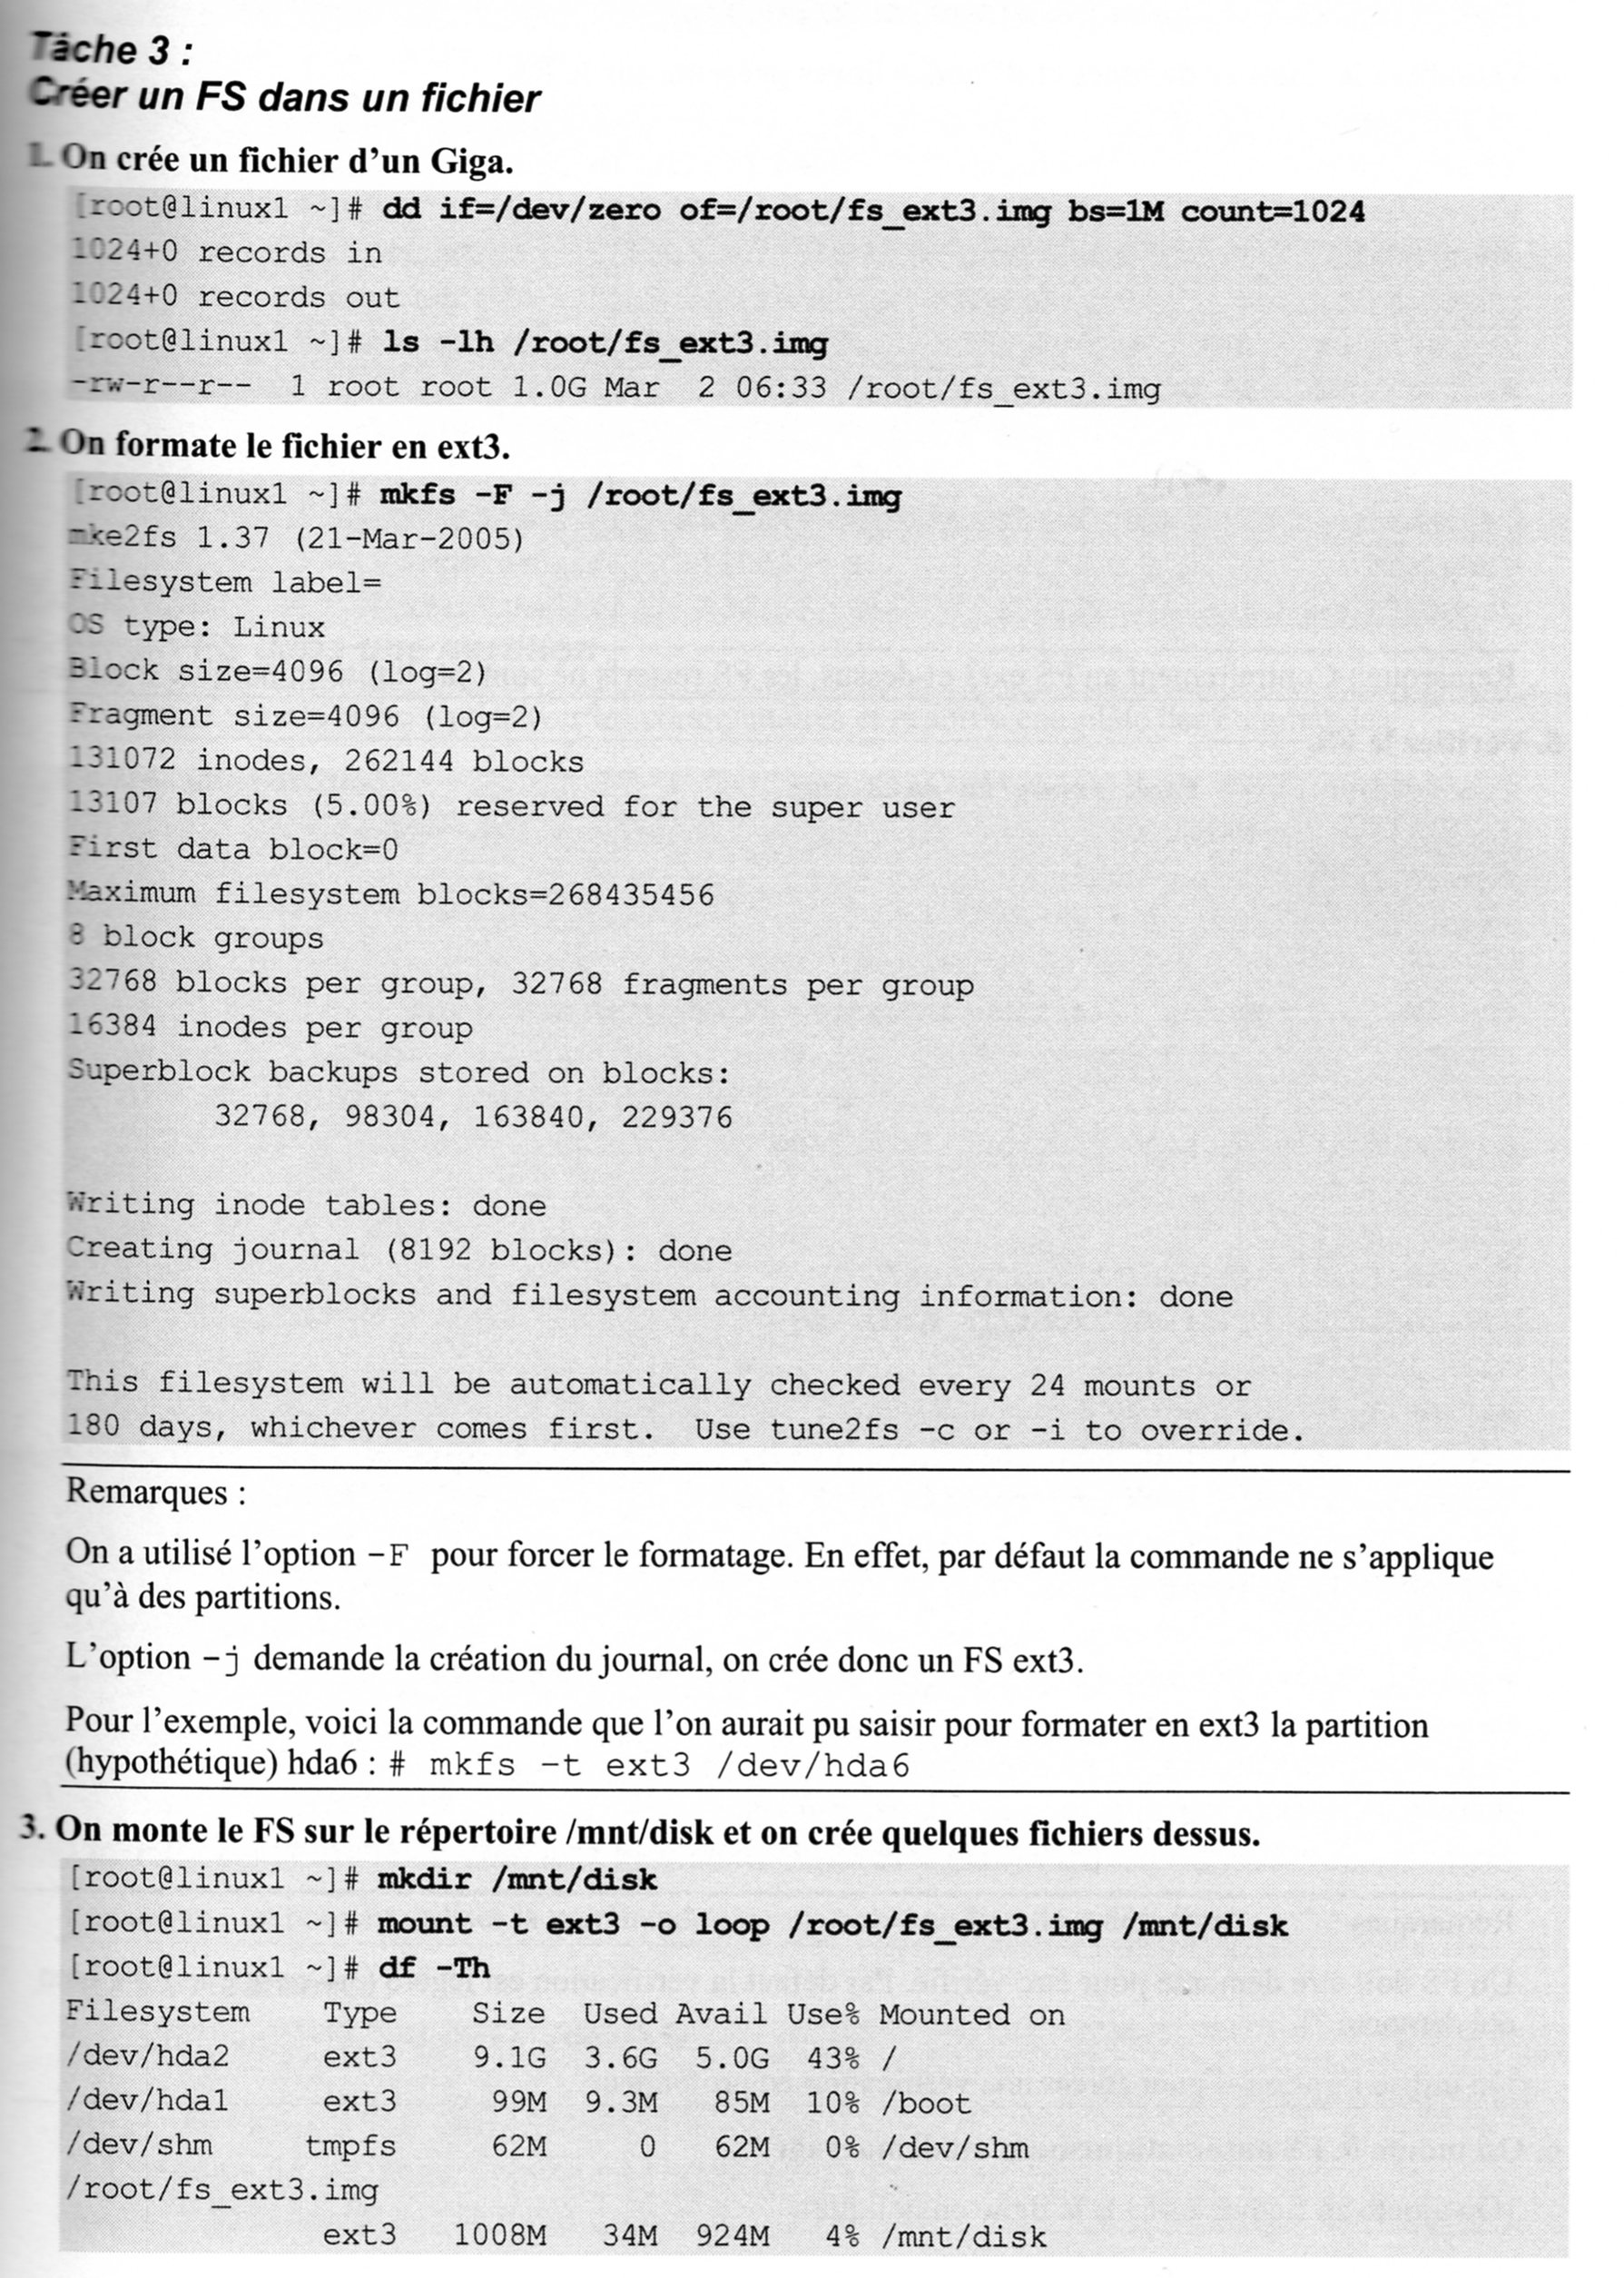 Tâche 3 :
Créer un FS dans un fichier
1. On crée un fichier d’un Giga.
[root@linux1 ~]# dd if=/dev/zero of=/root/fs_ext3.img bs=1M count=1024
1024+0 records in
1024+0 records out
[root@linux1 ~]# ls -lh /root/fs_ext3.img
-rw-r--r--  1 root root 1.0G Mar  2 06:33 /root/fs_ext3.img
2. On formate le fichier en ext3.
[root@linux1 ~]# mkfs -F -j /root/fs_ext3.img
mke2fs 1.37 (21-Mar-2005)
Filesystem label=
OS type: Linux
Block size=4096 (log=2)
Fragment size=4096 (log=2)
131072 inodes, 262144 blocks
13107 blocks (5.00%) reserved for the super user
First data block=0
Maximum filesystem blocks=268435456
8 block groups
32768 blocks per group, 32768 fragments per group
16384 inodes per group
Superblock backups stored on blocks:
        32768, 98304, 163840, 229376
Writing inode tables: done
Creating journal (8192 blocks): done
Writing superblocks and filesystem accounting information: done
This filesystem will be automatically checked every 24 mounts or
180 days, whichever comes first.  Use tune2fs -c or -i to override.
Remarques :
On a utilisé l’option -F pour forcer le formatage. En effet, par défaut la commande ne s’applique
qu’à des partitions.
L’option -j demande la création du journal, on crée donc un FS ext3.
Pour l’exemple, voici la commande que l’on aurait pu saisir pour formater en ext3 la partition
(hypothétique) hda6 : # mkfs -t ext3 /dev/hda6
3. On monte le FS sur le répertoire /mnt/disk et on crée quelques fichiers dessus.
[root@linux1 ~]# mkdir /mnt/disk
[root@linux1 ~]# mount -t ext3 -o loop /root/fs_ext3.img /mnt/disk
[root@linux1 ~]# df -Th
Filesystem    Type    Size  Used Avail Use% Mounted on
/dev/hda2     ext3    9.1G  3.6G  5.0G  43% /
/dev/hda1     ext3     99M  9.3M   85M  10% /boot
/dev/shm     tmpfs     62M     0   62M   0% /dev/shm
/root/fs_ext3.img
              ext3   1008M   34M  924M   4% /mnt/disk